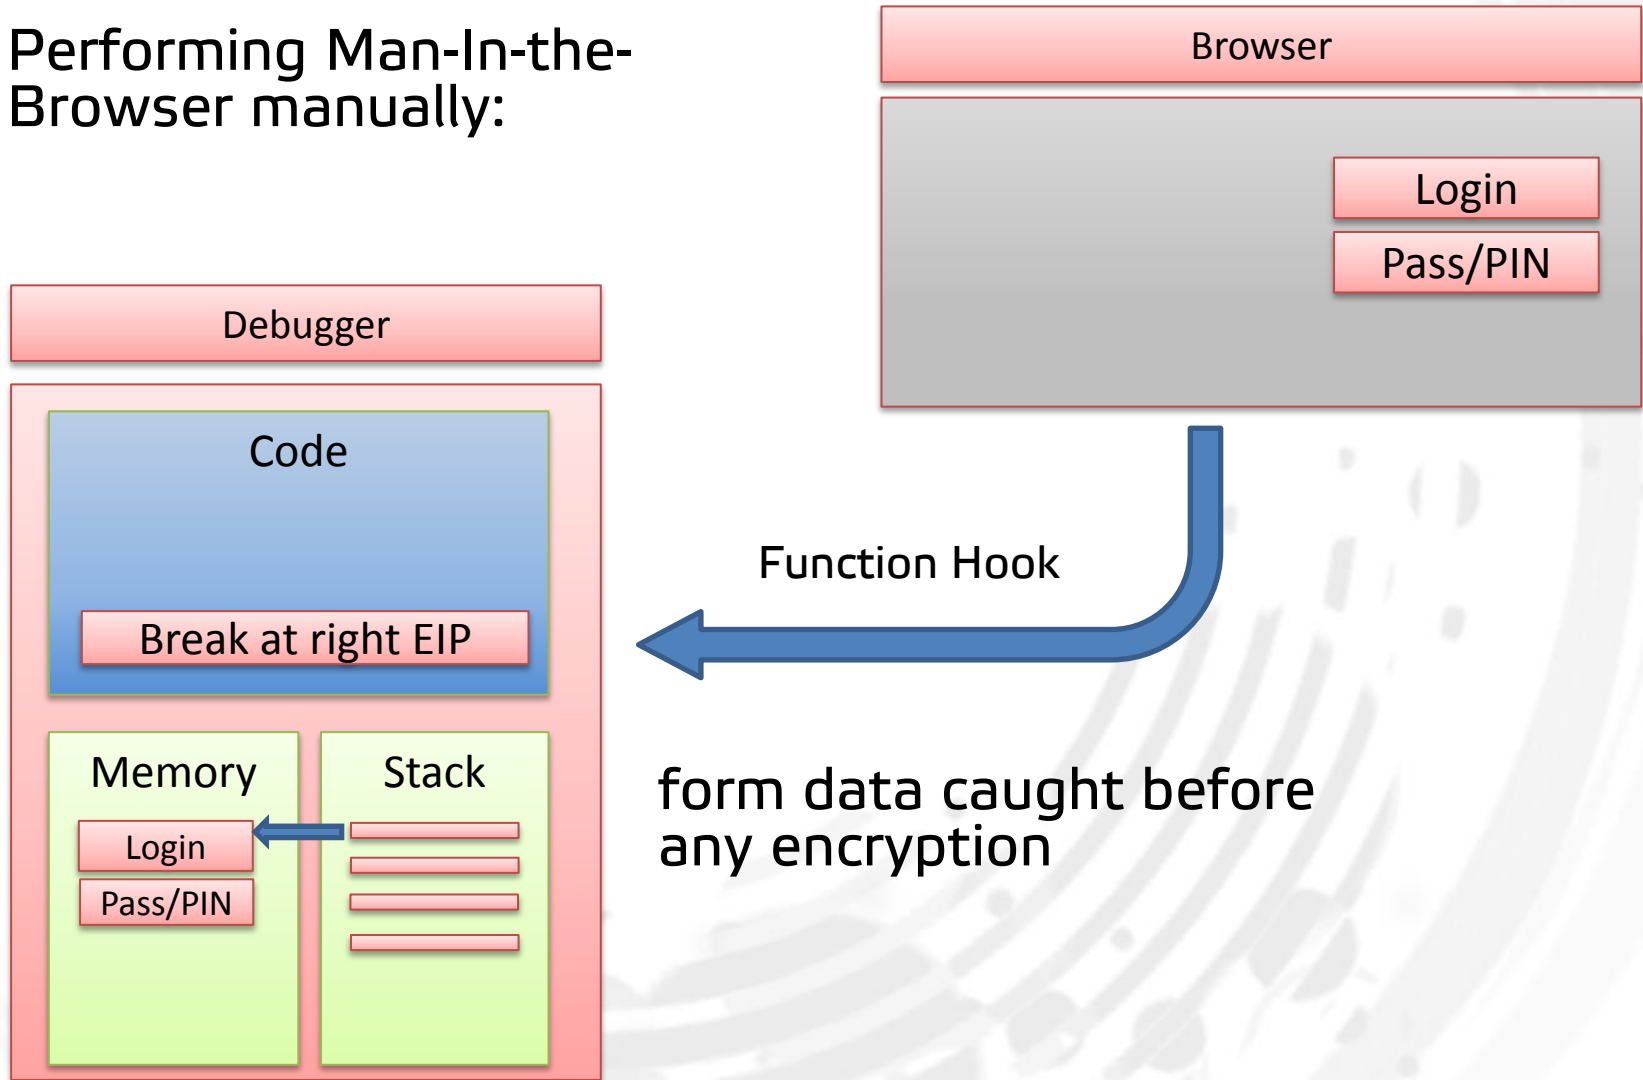 Performing Man-In-the-
Browser manually:
Browser
Login
Pass/PIN
Debugger
Code
Break at right EIP
Memory
Login
Pass/PIN
Stack
Function Hook
form data caught before
any encryption